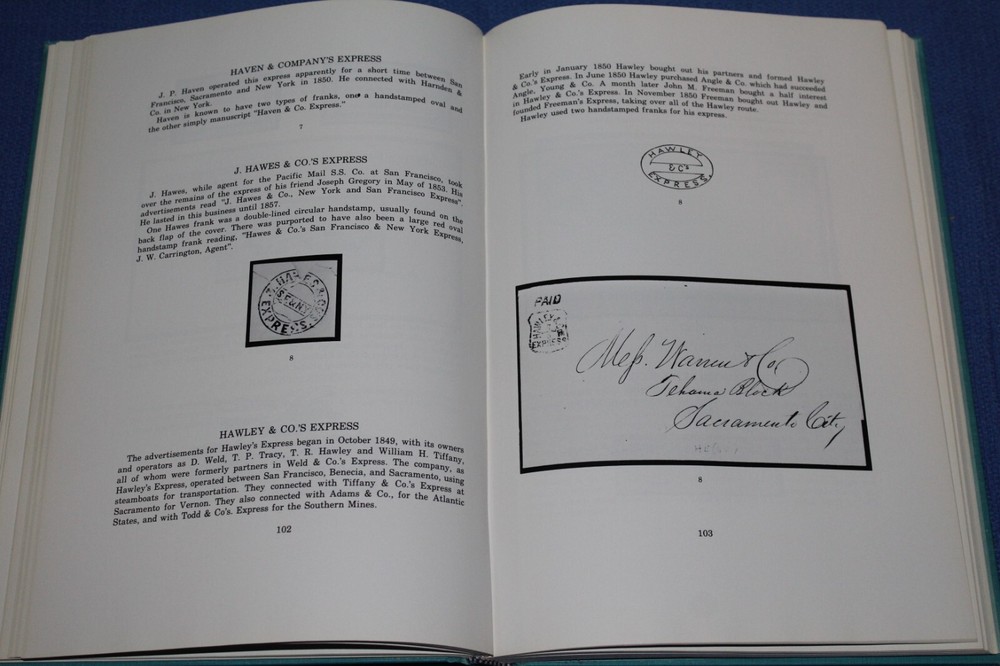 HAVEN & COMPANY'S EXPRESS
J. P. Haven operated this express apparently for a short time between San
Francisco, Sacramento and New York in 1850. He connected with Harnden &
Co. in New York.
Haven is known to have two types of franks, one a handstamped oval and
the other simply manuscript "Haven & Co. Express."
7
J. HAWES & CO.'S EXPRESS
J. Hawes, while agent for the Pacific Mail S.S. Co. at San Francisco, took
over the remains of the express of his friend Joseph Gregory in May of 1853. His
advertisements read "J. Hawes & Co., New York and San Francisco Express".
He lasted in this business until 1857.
One Hawes frank was a double-lined circular handstamp, usually found on the
back flap of the cover. There was purported to have also been a large red oval
handstamp frank reading, "Hawes & Co.'s San Francisco & New York Express,
J. W. Carrington, Agent".
J. HAWES & CO'S.
S.F.& N.Y.
EXPRESS.
8
HAWLEY & CO.'S EXPRESS
The advertisements for Hawley's Express began in October 1849, with its owners
and operators as D. Weld, T. P. Tracy, T. R. Hawley and William H. Tiffany,
all of whom were formerly partners in Weld & Co.'s Express. The company, as
Hawley's Express, operated between San Francisco, Benecia, and Sacramento, using
steamboats for transportation. They connected with Tiffany & Co.'s Express at
Sacramento for Vernon. They also connected with Adams & Co., for the Atlantic
States, and with Todd & Co's. Express for the Southern Mines.
102
Early in January 1850 Hawley bought out his partners and formed Hawley
& Co.'s Express. In June 1850 Hawley purchased Angle & Co. which had succeeded
Angle, Young & Co. A month later John M. Freeman bought a half interest
in Hawley & Co.'s Express. In November 1850 Freeman bought out Hawley and
founded Freeman's Express, taking over all of the Hawley route.
Hawley used two handstamped franks for his express.
HAWLEY
& Co's
EXPRESS.
8
PAID
HAWLEY
EXPRESS
Mess. Warren & Co.
Tehama Block
Sacramento City
8
103